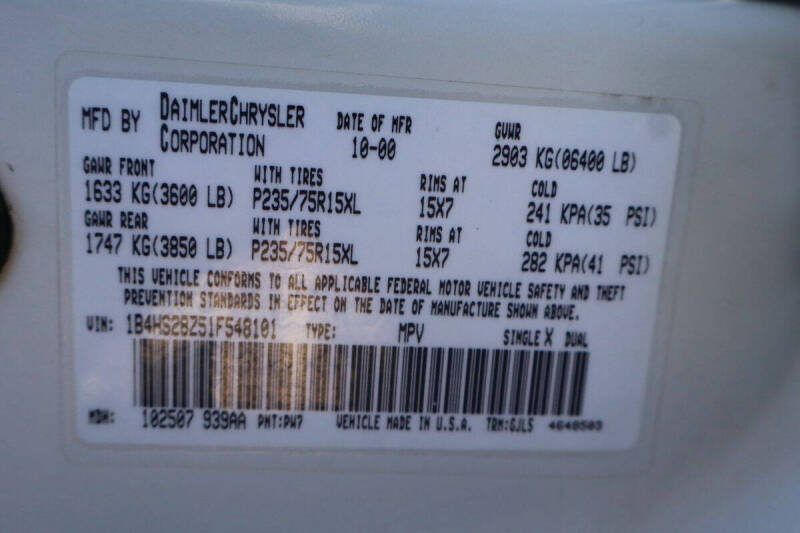 MFD BY DAIMLERCHRYSLER CORPORATION DATE OF MFR 10-00 GVWR 2903 KG(06400 LB)
GAWR FRONT WITH TIRES RIMS AT COLD
1633 KG(3600 LB) P235/75R15XL 15X7 241 KPA(35 PSI)
GAWR REAR WITH TIRES RIMS AT COLD
1747 KG(3850 LB) P235/75R15XL 15X7 282 KPA(41 PSI)
THIS VEHICLE CONFORMS TO ALL APPLICABLE FEDERAL MOTOR VEHICLE SAFETY AND THEFT
PREVENTION STANDARDS IN EFFECT ON THE DATE OF MANUFACTURE SHOWN ABOVE.
VIN: 1B4HS28Z51F548101 TYPE: MPV SINGLE X DUAL
MDH: 102507 939AA PNT:PW7 VEHICLE MADE IN U.S.A. TRM:GJLS 4648503